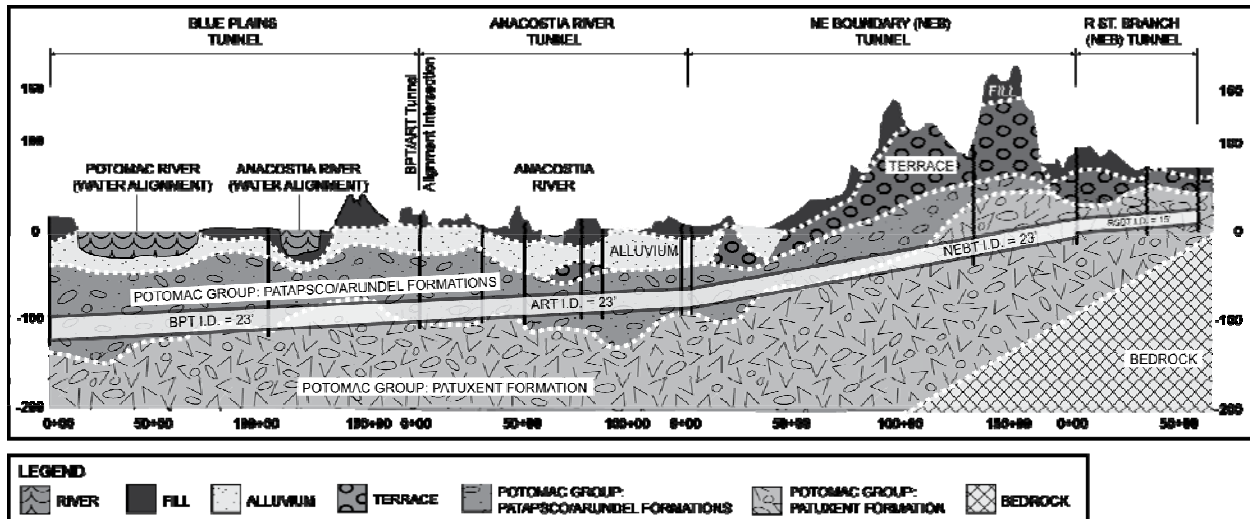 BLUE PLAINS
TUNNEL
ANACOSTIA RIVER
TUNNEL
NE BOUNDARY (NEB)
TUNNEL
R ST. BRANCH
(NEB) TUNNEL
150
150
100
100
BPT/ART Tunnel
Alignment Intersection
FILL
POTOMAC RIVER
(WATER ALIGNMENT)
ANACOSTIA RIVER
(WATER ALIGNMENT)
ANACOSTIA
RIVER
TERRACE
0
0
RSDT I.D. = 15'
ALLUVIUM
NEBT I.D. = 23'
POTOMAC GROUP: PATAPSCO/ARUNDEL FORMATIONS
ART I.D. = 23'
BPT I.D. = 23'
-100
-100
BEDROCK
POTOMAC GROUP: PATUXENT FORMATION
-200
-200
0+00 50+00 100+00 150+00 0+00 50+00 100+00 0+00 50+00 100+00 150+00 0+00 50+00
LEGEND
RIVER
FILL
ALLUVIUM
TERRACE
POTOMAC GROUP:
PATAPSCO/ARUNDEL FORMATIONS
POTOMAC GROUP:
PATUXENT FORMATION
BEDROCK